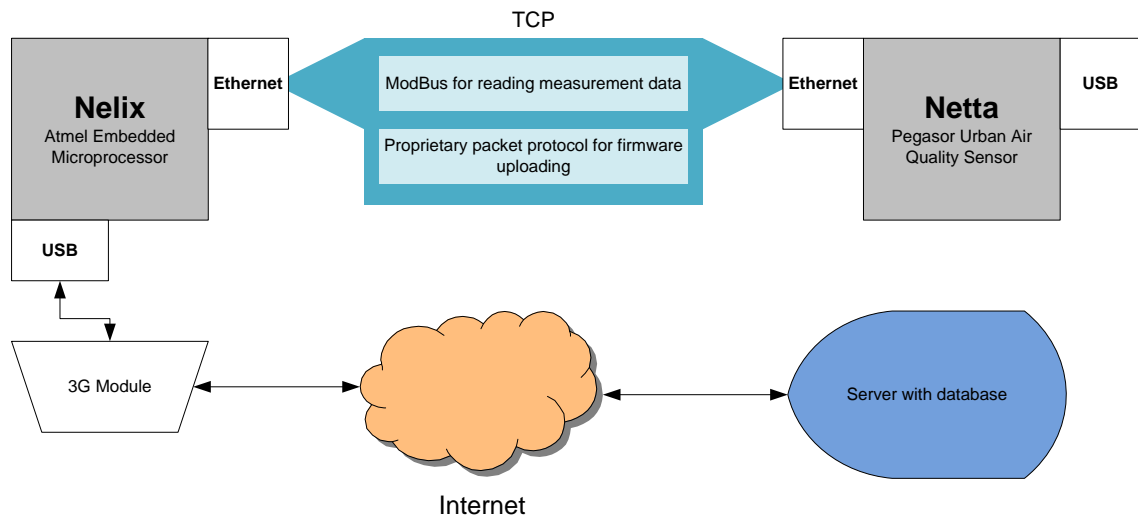 TCP
Nelix
Atmel Embedded
Microprocessor
Ethernet
ModBus for reading measurement data
Proprietary packet protocol for firmware
uploading
Ethernet
Netta
Pegasor Urban Air
Quality Sensor
USB
USB
3G Module
Internet
Server with database